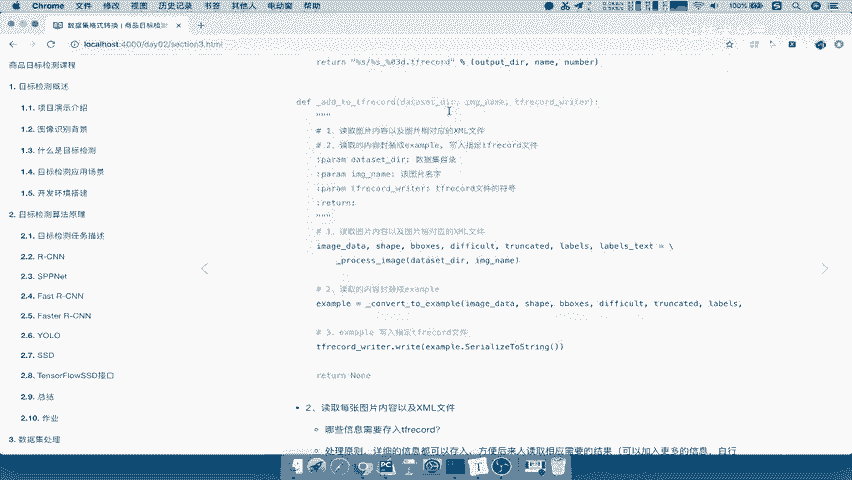 Chrome 文件 修改 视图 历史记录 书签 其他人 电动窗 帮助
100%
数据集格式转换 | 商品目标检测
localhost:4000/day02/section3.html
商品目标检测课程
1. 目标检测概述
1.1. 项目演示介绍
1.2. 图像识别背景
1.3. 什么是目标检测
1.4. 目标检测应用场景
1.5. 开发环境搭建
2. 目标检测算法原理
2.1. 目标检测任务描述
2.2. R-CNN
2.3. SPPNet
2.4. Fast R-CNN
2.5. Faster R-CNN
2.6. YOLO
2.7. SSD
2.8. TensorFlowSSD接口
2.9. 总结
2.10. 作业
3. 数据集处理
return "%s/%s_%03d.tfrecord" % (output_dir, name, number)
def _add_to_tfrecord(dataset_dir, img_name, tfrecord_writer):
"""
# 1、读取图片内容以及图片相对应的XML文件
# 2、读取的内容封装成example, 写入指定tfrecord文件
:param dataset_dir: 数据集目录
:param img_name: 该图片名字
:param tfrecord_writer: tfrecord文件的符号
:return:
"""
# 1、读取图片内容以及图片相对应的XML文件
image_data, shape, bboxes, difficult, truncated, labels, labels_text = \
_process_image(dataset_dir, img_name)
# 2、读取的内容封装成example
example = _convert_to_example(image_data, shape, bboxes, difficult, truncated, labels,
# 3、exmpple 写入指定tfrecord文件
tfrecord_writer.write(example.SerializeToString())
return None
2、读取每张图片内容以及XML文件
哪些信息需要存入tfrecord?
处理原则，详细的信息都可以存入，方便后来人读取相应需要的结果（可以加入更多的信息，自行